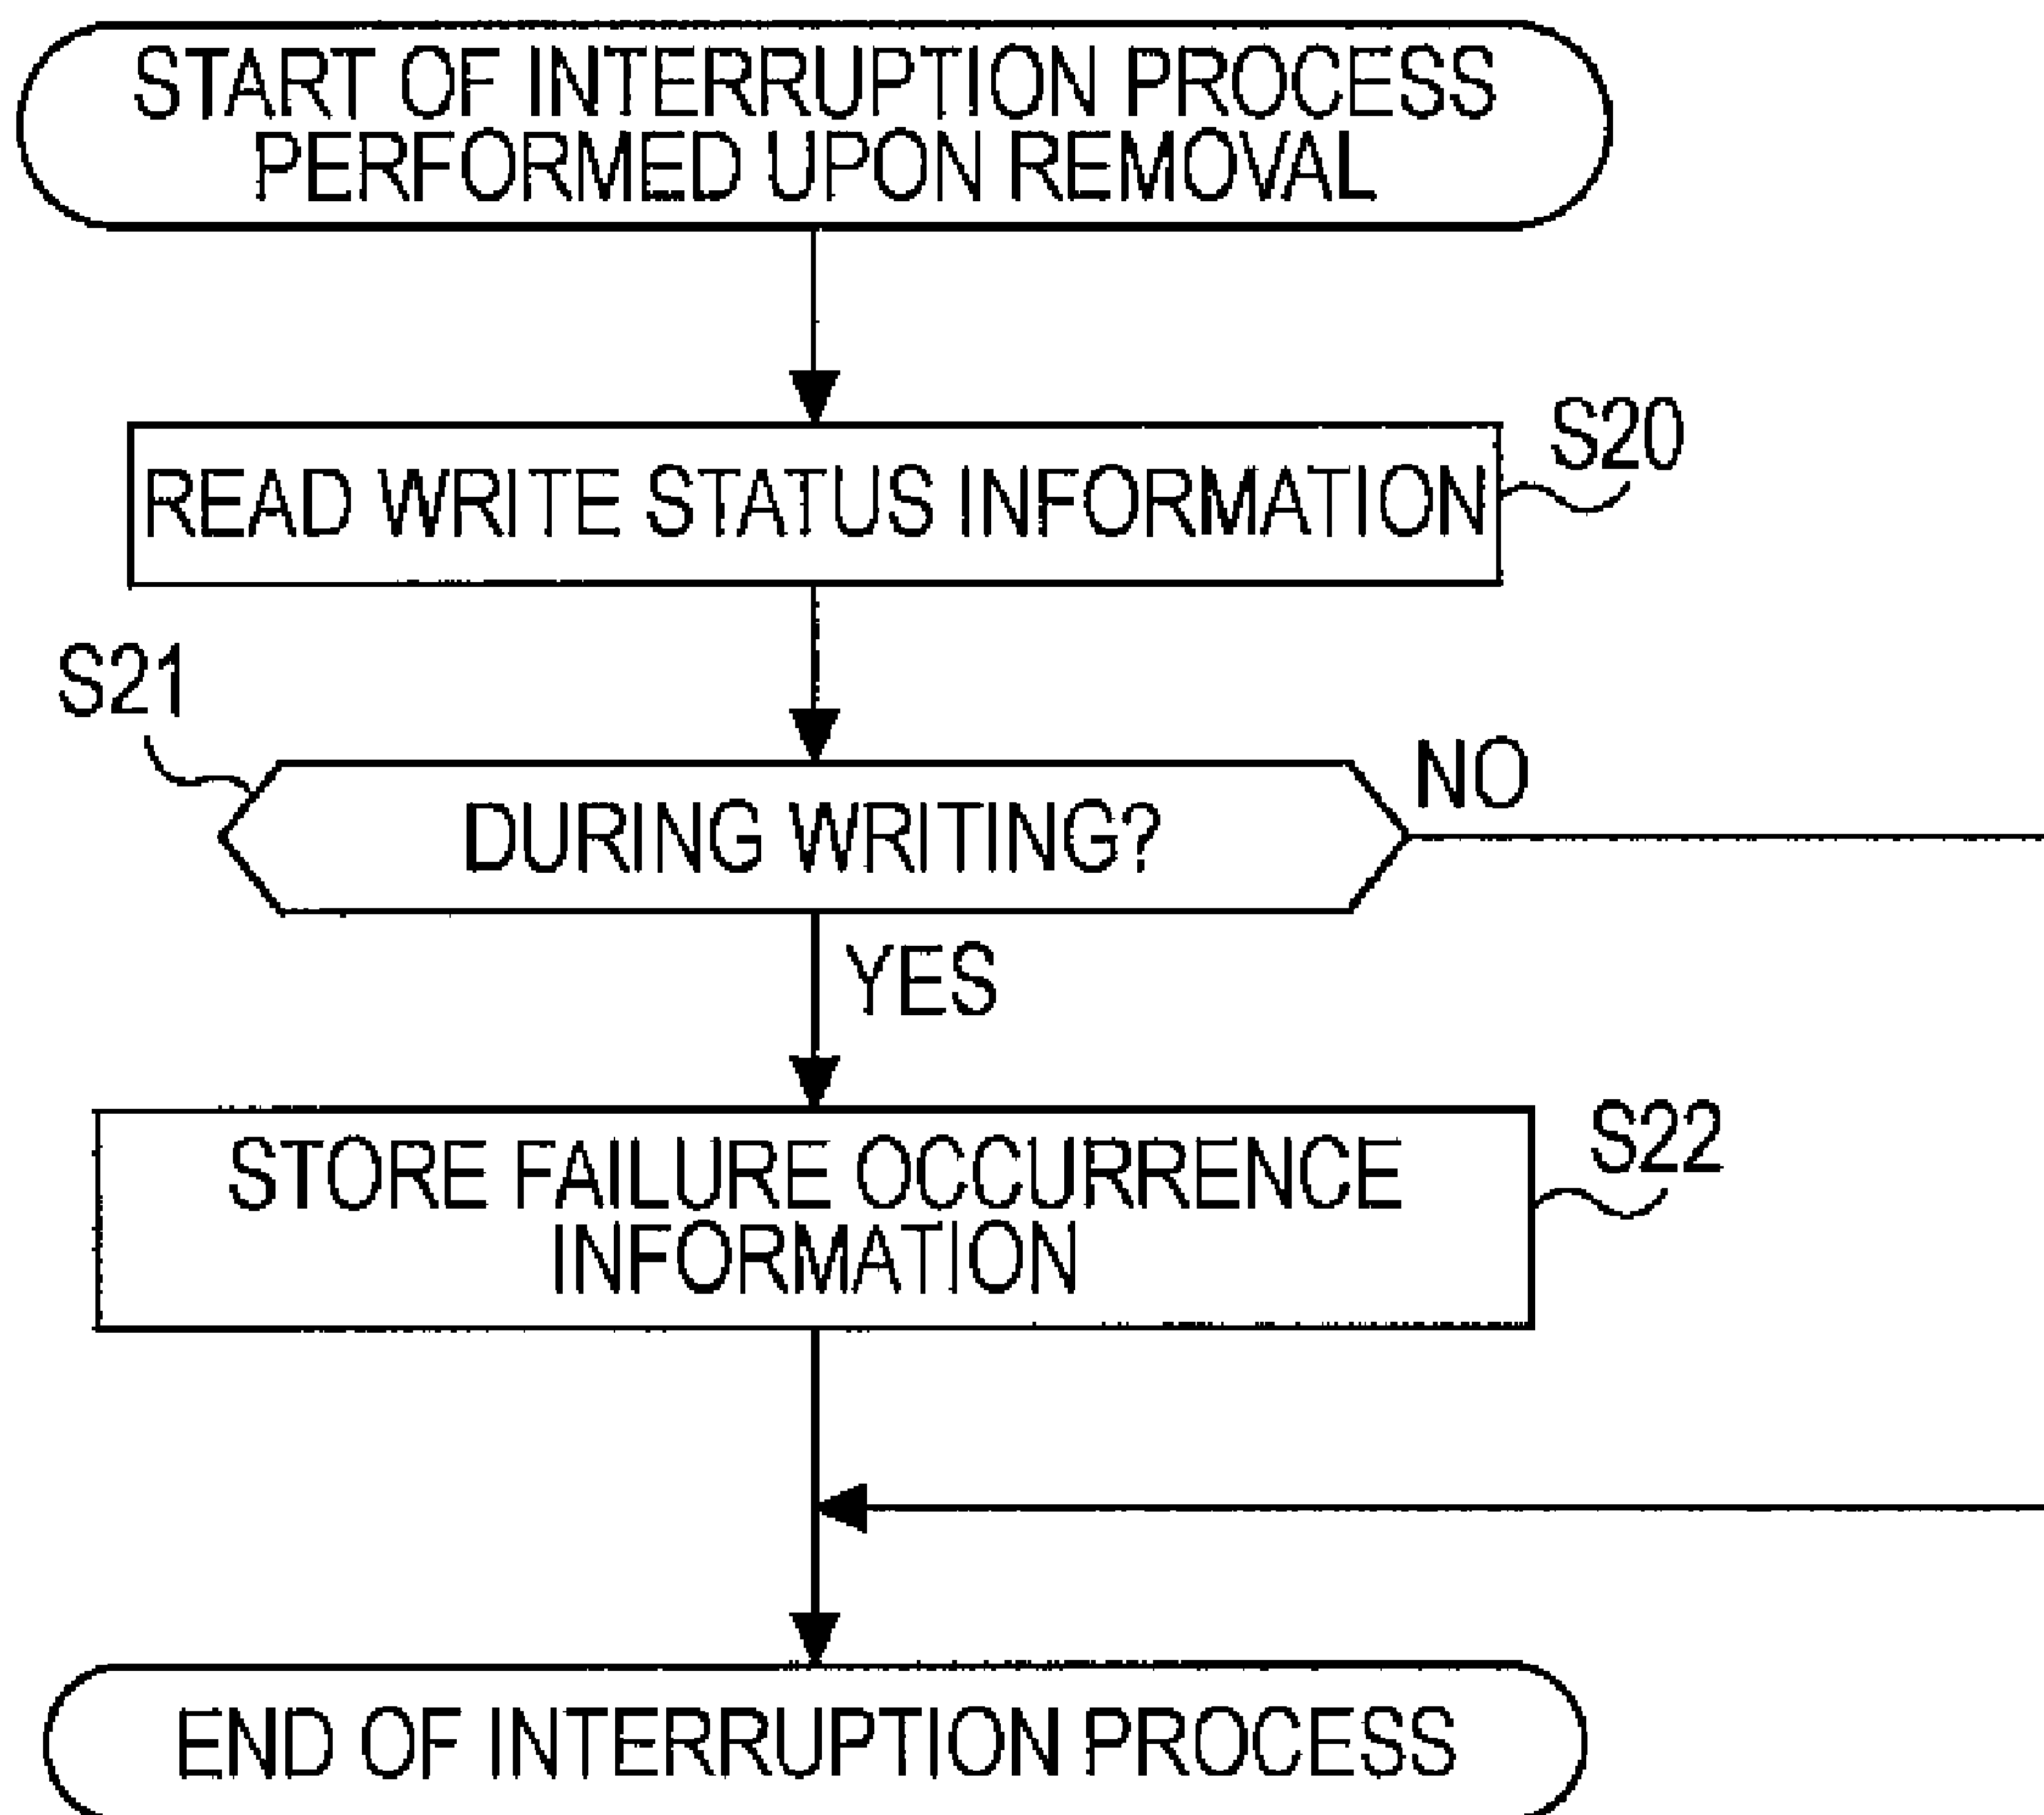 START OF INTERRUPTION PROCESS
PERFORMED UPON REMOVAL
S20
READ WRITE STATUS INFORMATION
S21
DURING WRITING?
NO
YES
S22
STORE FAILURE OCCURRENCE
INFORMATION
END OF INTERRUPTION PROCESS